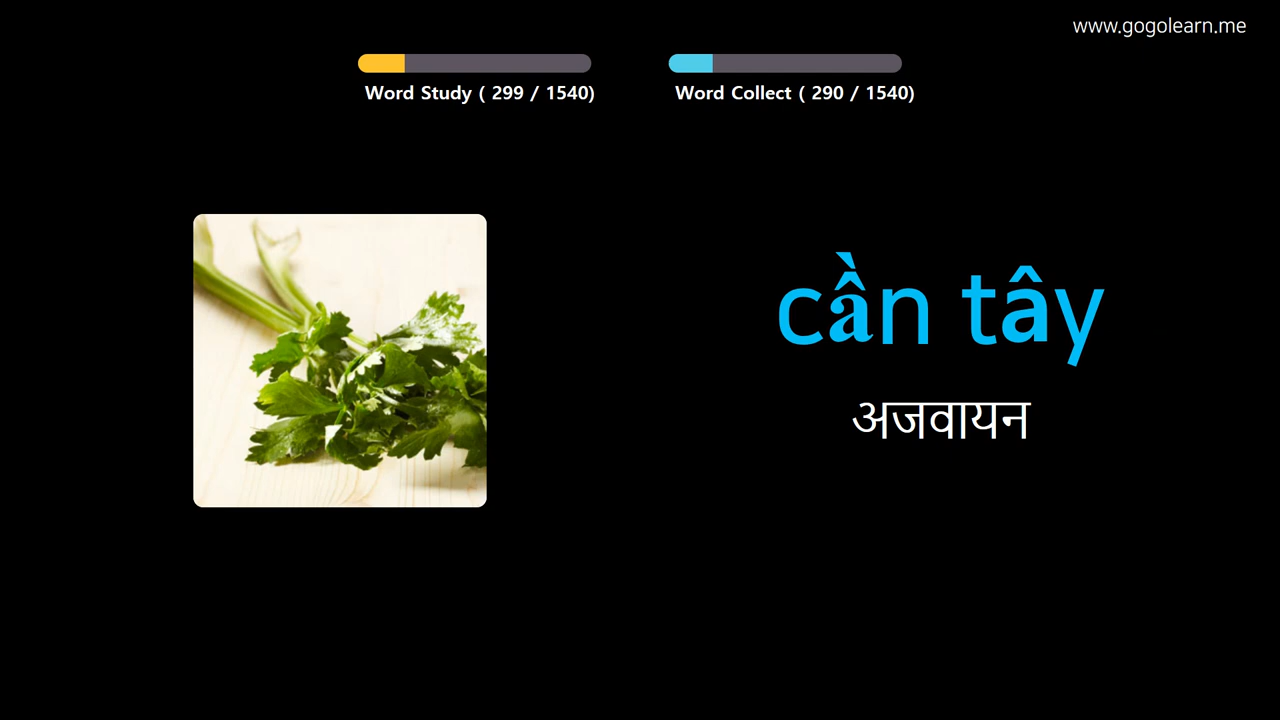 www.gogolearn.me
Word Study ( 299 / 1540)
Word Collect ( 290 / 1540)
cần tây
अजवायन